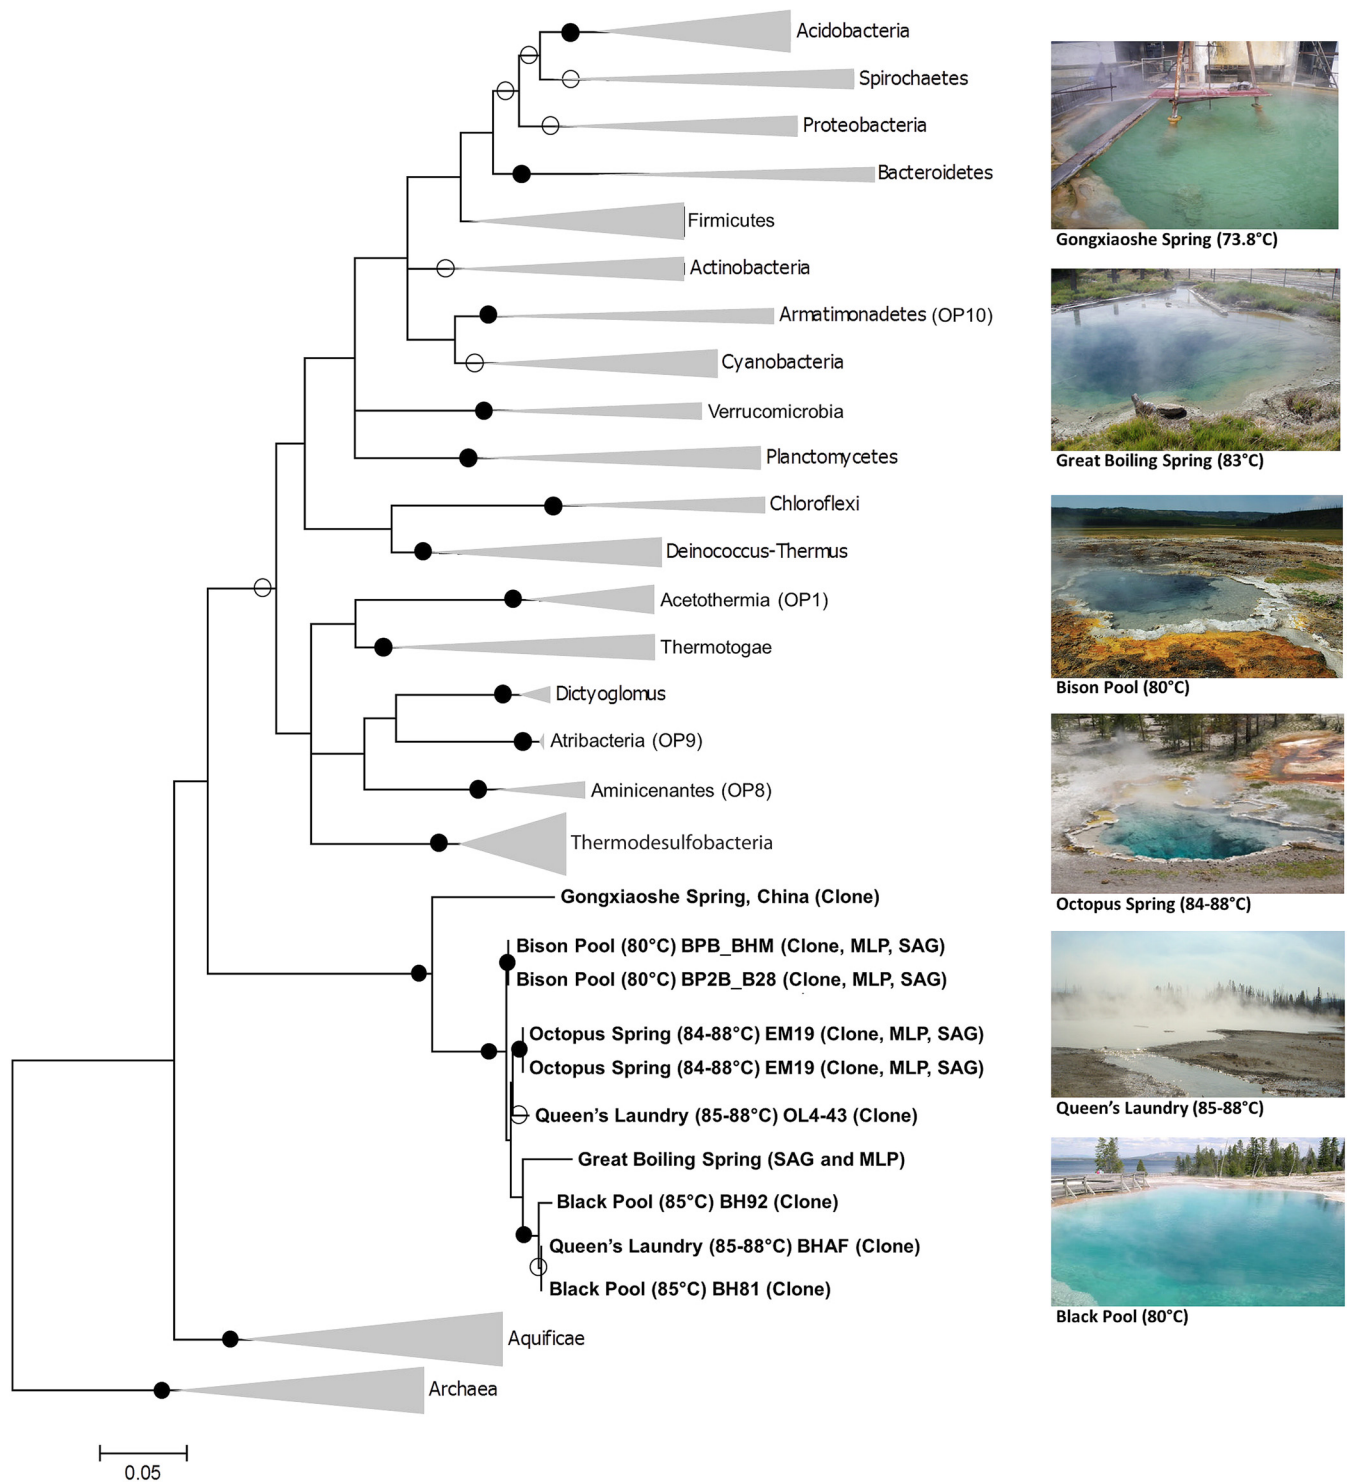 Acidobacteria
Spirochaetes
Proteobacteria
Bacteroidetes
Firmicutes
Actinobacteria
Armatimonadetes (OP10)
Cyanobacteria
Verrucomicrobia
Planctomycetes
Chloroflexi
Deinococcus-Thermus
Acetothermia (OP1)
Thermotogae
Dictyoglomus
Atribacteria (OP9)
Aminicenantes (OP8)
Thermodesulfobacteria
Gongxiaoshe Spring, China (Clone)
Bison Pool (80°C) BPB_BHM (Clone, MLP, SAG)
Bison Pool (80°C) BP2B_B28 (Clone, MLP, SAG)
Octopus Spring (84-88°C) EM19 (Clone, MLP, SAG)
Octopus Spring (84-88°C) EM19 (Clone, MLP, SAG)
Queen's Laundry (85-88°C) OL4-43 (Clone)
Great Boiling Spring (SAG and MLP)
Black Pool (85°C) BH92 (Clone)
Queen's Laundry (85-88°C) BHAF (Clone)
Black Pool (85°C) BH81 (Clone)
Aquificae
Archaea
0.05
Gongxiaoshe Spring (73.8°C)
Great Boiling Spring (83°C)
Bison Pool (80°C)
Octopus Spring (84-88°C)
Queen's Laundry (85-88°C)
Black Pool (80°C)